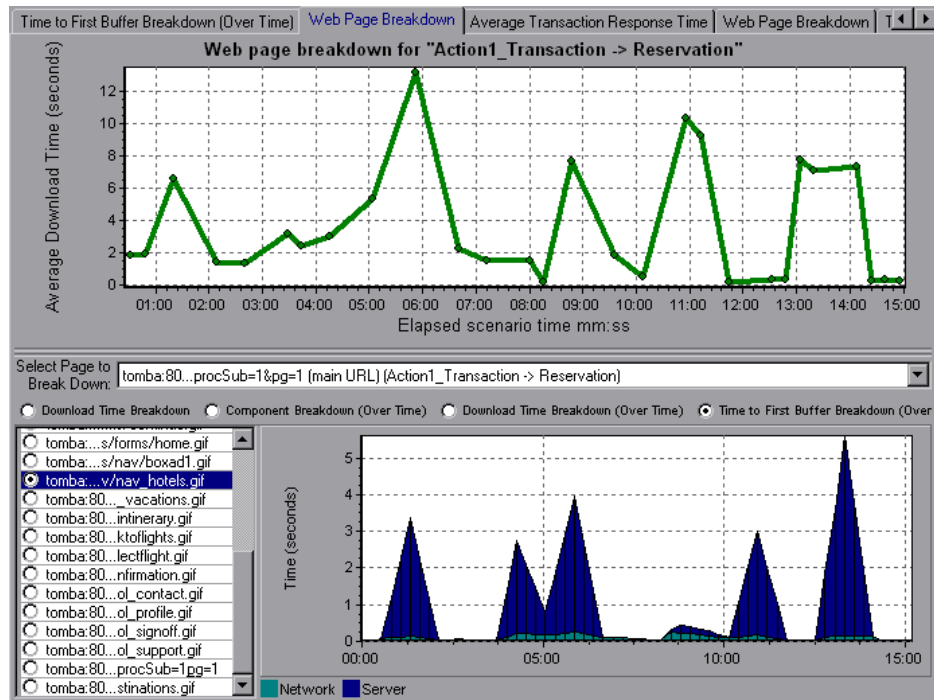 Time to First Buffer Breakdown (Over Time) Web Page Breakdown Average Transaction Response Time Web Page Breakdown
Web page breakdown for "Action1_Transaction -> Reservation"
Average Download Time (seconds)
12
10
8
6
4
2
0
01:00 02:00 03:00 04:00 05:00 06:00 07:00 08:00 09:00 10:00 11:00 12:00 13:00 14:00 15:00
Elapsed scenario time mm:ss
Select Page to
Break Down:
tomba:80...procSub=1&pg=1 (main URL) (Action1_Transaction -> Reservation)
Download Time Breakdown Component Breakdown (Over Time) Download Time Breakdown (Over Time) Time to First Buffer Breakdown (Over
tomba:...s/forms/home.gif
tomba:...s/nav/boxad1.gif
tomba:...v/nav_hotels.gif
tomba:80..._vacations.gif
tomba:80...intinerary.gif
tomba:80...ktoflights.gif
tomba:80...lectflight.gif
tomba:80...nfirmation.gif
tomba:80...ol_contact.gif
tomba:80...ol_profile.gif
tomba:80...ol_signoff.gif
tomba:80...ol_support.gif
tomba:80...procSub=1pg=1
tomba:80...stinations.gif
Time (seconds)
5
4
3
2
1
0
00:00 05:00 10:00 15:00
Network Server